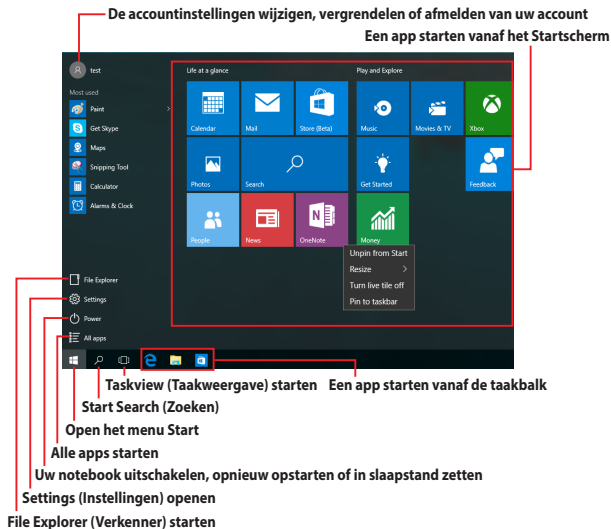 De accountinstellingen wijzigen, vergrendelen of afmelden van uw account
Een app starten vanaf het Startscherm
test
Most used
Paint
Get Skype
Maps
Snipping Tool
Calculator
Alarms & Clock
File Explorer
Settings
Power
All apps
Life at a glance
Play and Explore
Calendar
Mail
Store (Beta)
Music
Movies & TV
Xbox
Photos
Search
Get Started
Feedback
People
News
OneNote
Money
Unpin from Start
Resize
Turn live tile off
Pin to taskbar
Taskview (Taakweergave) starten
Een app starten vanaf de taakbalk
Start Search (Zoeken)
Open het menu Start
Alle apps starten
Uw notebook uitschakelen, opnieuw opstarten of in slaapstand zetten
Settings (Instellingen) openen
File Explorer (Verkenner) starten